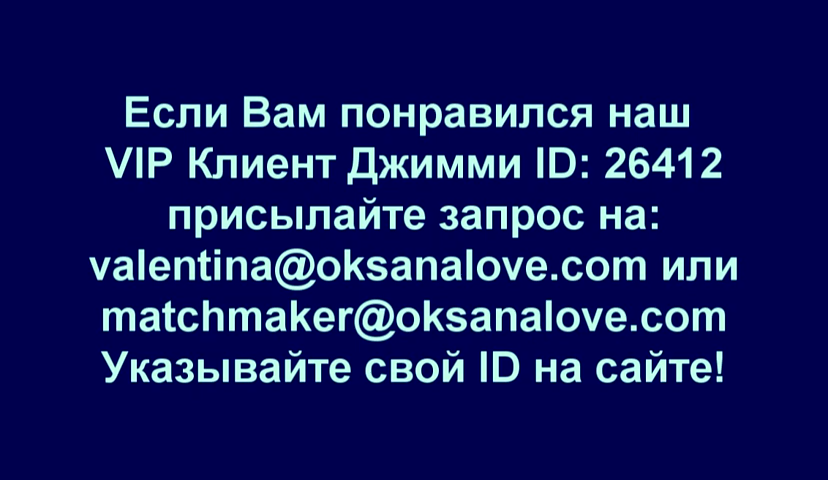 Если Вам понравился наш
VIP Клиент Джимми ID: 26412
присылайте запрос на:
valentina@oksanalove.com или
matchmaker@oksanalove.com
Указывайте свой ID на сайте!